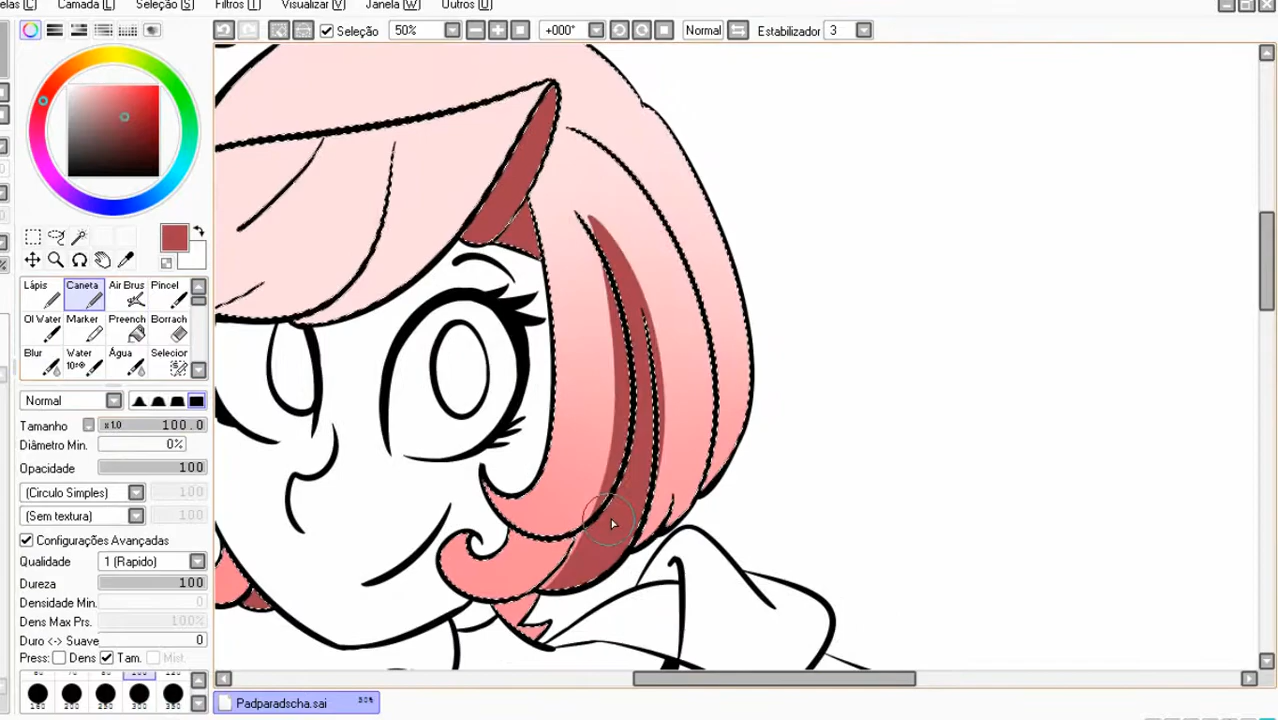 elas [C] Camada [L] Seleção [S] Filtros [T] Visualizar [V] Janela [W] Outros [O]
Seleção 50% +000° Normal Estabilizador 3
Lápis Caneta Air Brus Pincel
Ol Water Marker Preench Borrach
Blur Water Água Selecior
Normal
Tamanho x 1.0 100.0
Diâmetro Min. 0%
Opacidade 100
(Circulo Simples) 100
(Sem textura) 100
Configurações Avançadas
Qualidade 1 (Rapido)
Dureza 100
Densidade Min.
Dens Max Prs. 100%
Duro <-> Suave 0
Press: Dens Tam. Mist.
Padparadscha.sai 50%